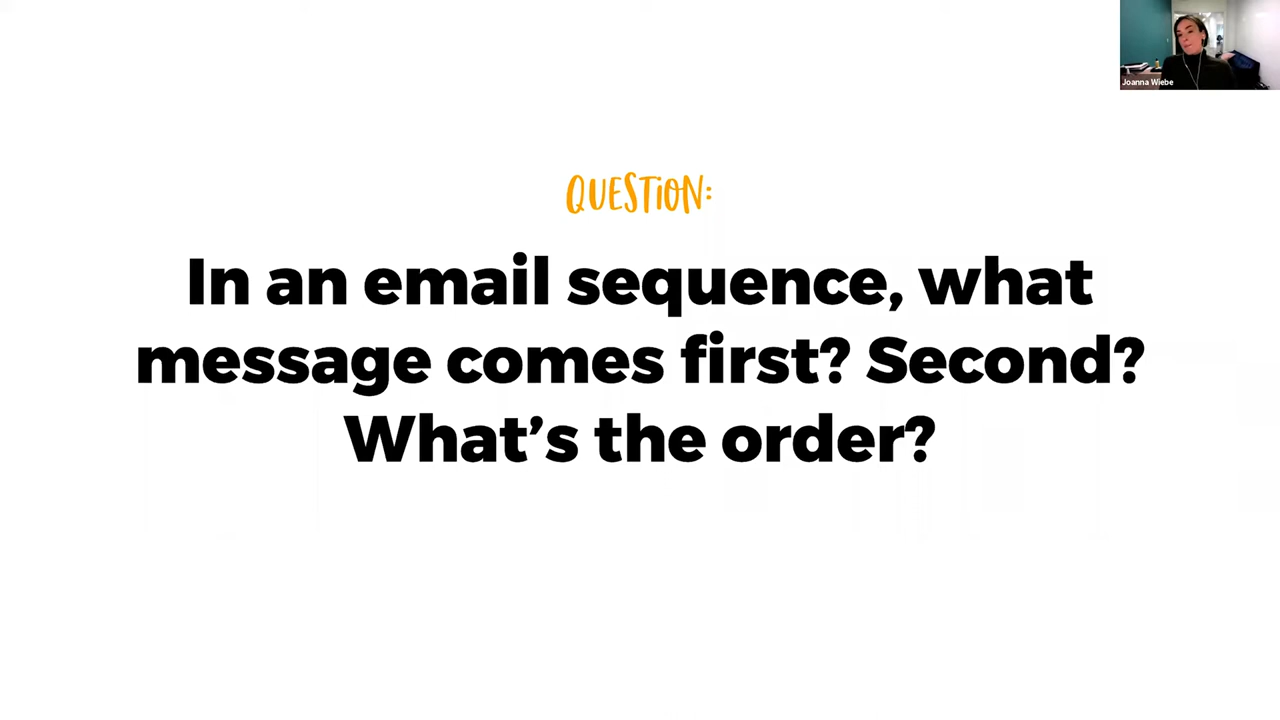 Joanna Wiebe
QUESTION:
In an email sequence, what
message comes first? Second?
What's the order?